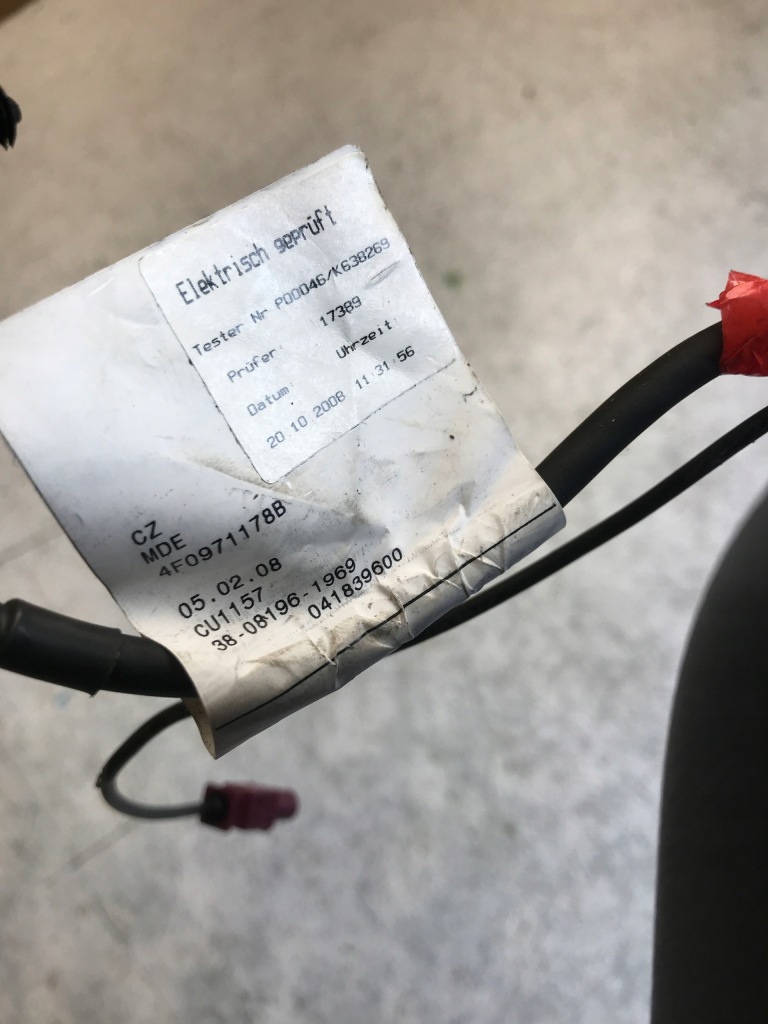 Elektrisch geprüft
Tester Nr P00046/K638269
Prüfer: 17389
Datum: Uhrzeit:
20.10.2008 11:31:56
CZ
MDE
4F0971178B
05.02.08
CU1157
38-08196-1969
041839600